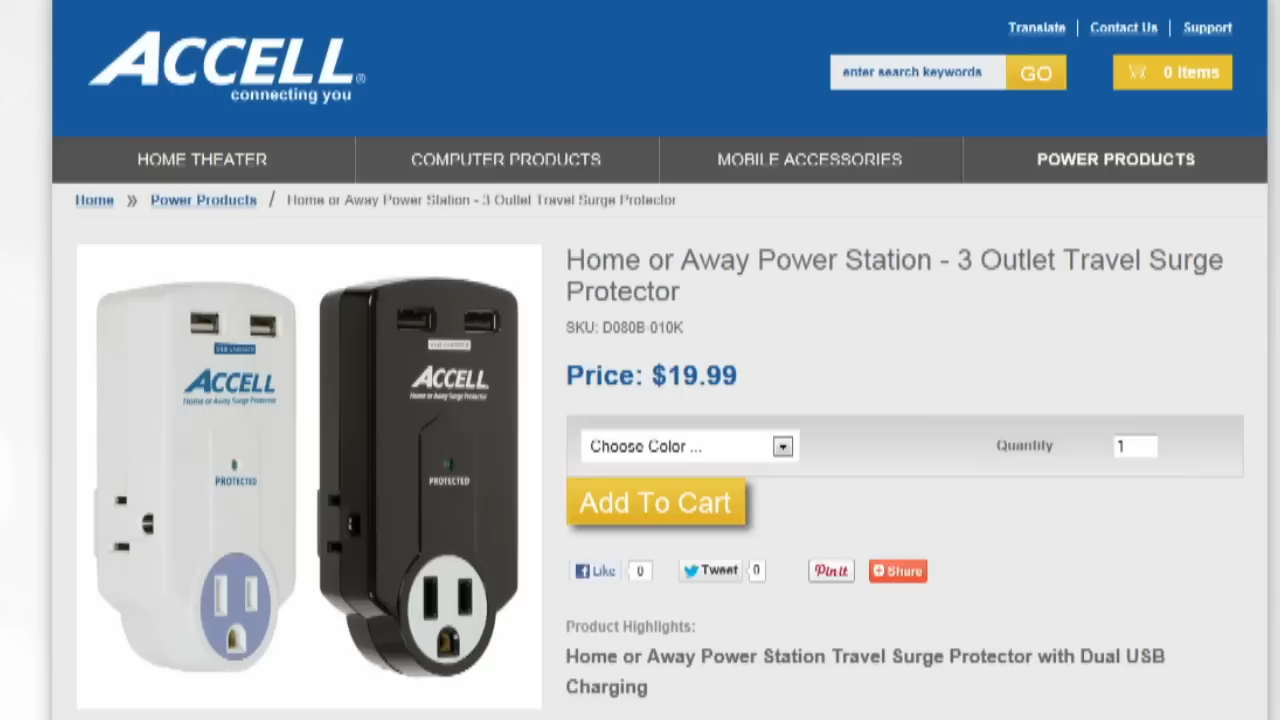 Translate | Contact Us | Support
ACCELL®
connecting you
enter search keywords GO 0 Items
HOME THEATER COMPUTER PRODUCTS MOBILE ACCESSORIES POWER PRODUCTS
Home » Power Products / Home or Away Power Station - 3 Outlet Travel Surge Protector
Home or Away Power Station - 3 Outlet Travel Surge
Protector
SKU: D080B-010K
Price: $19.99
Choose Color ... Quantity 1
Add To Cart
Like 0 Tweet 0 Pin it Share
Product Highlights:
Home or Away Power Station Travel Surge Protector with Dual USB
Charging
USB CHARGER
ACCELL
Home or Away Surge Protector
PROTECTED
USB CHARGER
ACCELL
Home or Away Surge Protector
PROTECTED